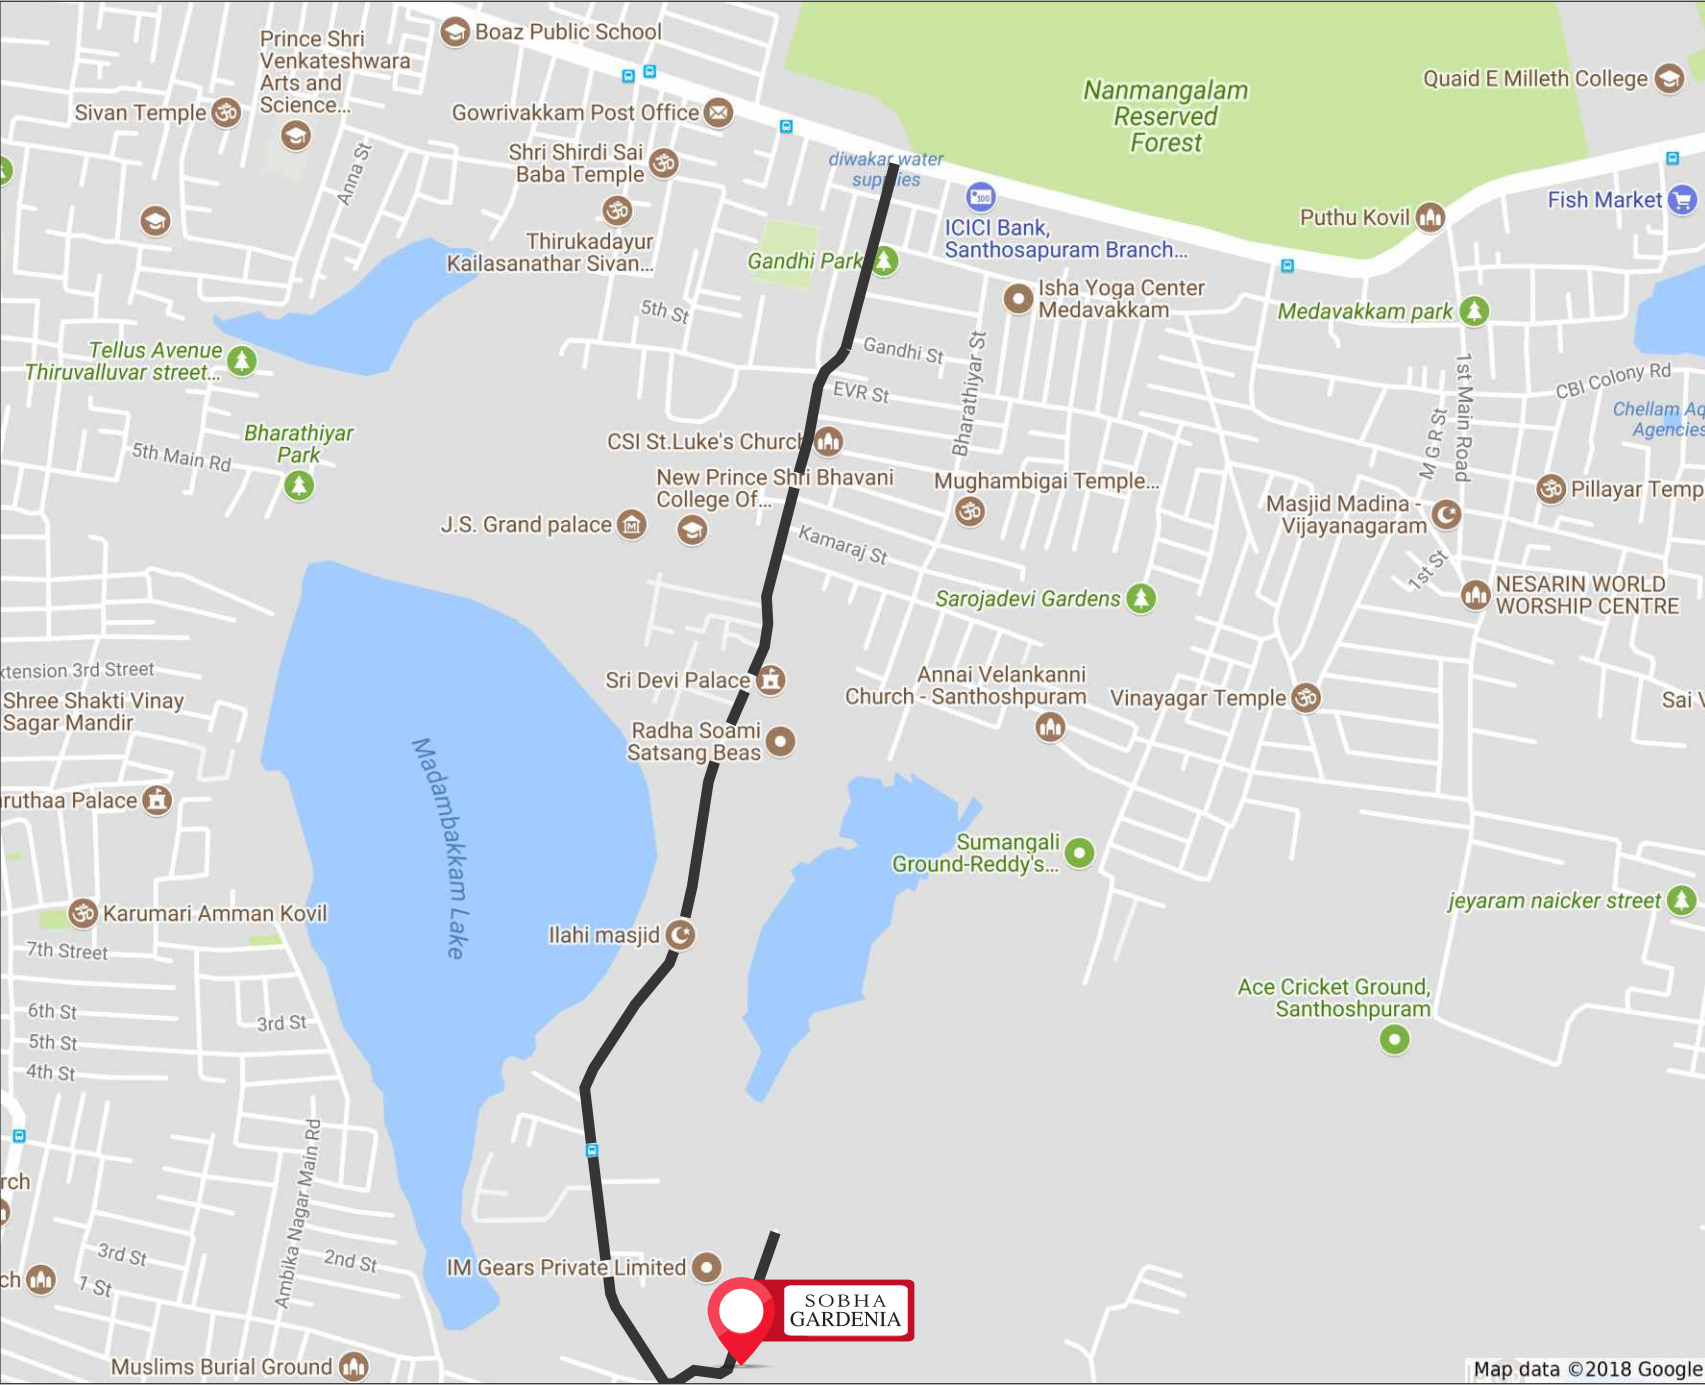 Boaz Public School
Prince Shri
Venkateshwara
Arts and
Science...
Quaid E Milleth College
Nanmangalam
Reserved
Forest
Sivan Temple
Gowrivakkam Post Office
Anna St
Shri Shirdi Sai
Baba Temple
diwakar water
supplies
100
Fish Market
Puthu Kovil
ICICI Bank,
Santhosapuram Branch...
Thirukadayur
Kailasanathar Sivan...
Gandhi Park
Isha Yoga Center
Medavakkam
5th St
Medavakkam park
Tellus Avenue
Thiruvalluvar street...
Gandhi St
Bharathiyar St
EVR St
1st Main Road
CBI Colony Rd
M G R St
Chellam Aq
Agencies
Bharathiyar
Park
5th Main Rd
CSI St.Luke's Church
New Prince Shri Bhavani
College Of...
Mughambigai Temple...
Pillayar Temp
Masjid Madina -
Vijayanagaram
J.S. Grand palace
Kamaraj St
1st St
Sarojadevi Gardens
NESARIN WORLD
WORSHIP CENTRE
xtension 3rd Street
Shree Shakti Vinay
Sagar Mandir
Sri Devi Palace
Annai Velankanni
Church - Santhoshpuram
Vinayagar Temple
Sai V
Radha Soami
Satsang Beas
Madambakkam Lake
aruthaa Palace
Sumangali
Ground-Reddy's...
jeyaram naicker street
Karumari Amman Kovil
Ilahi masjid
7th Street
Ace Cricket Ground,
Santhoshpuram
6th St
3rd St
5th St
4th St
Ambika Nagar Main Rd
rch
3rd St
2nd St
IM Gears Private Limited
ch
1 St
SOBHA
GARDENIA
Muslims Burial Ground
Map data ©2018 Google